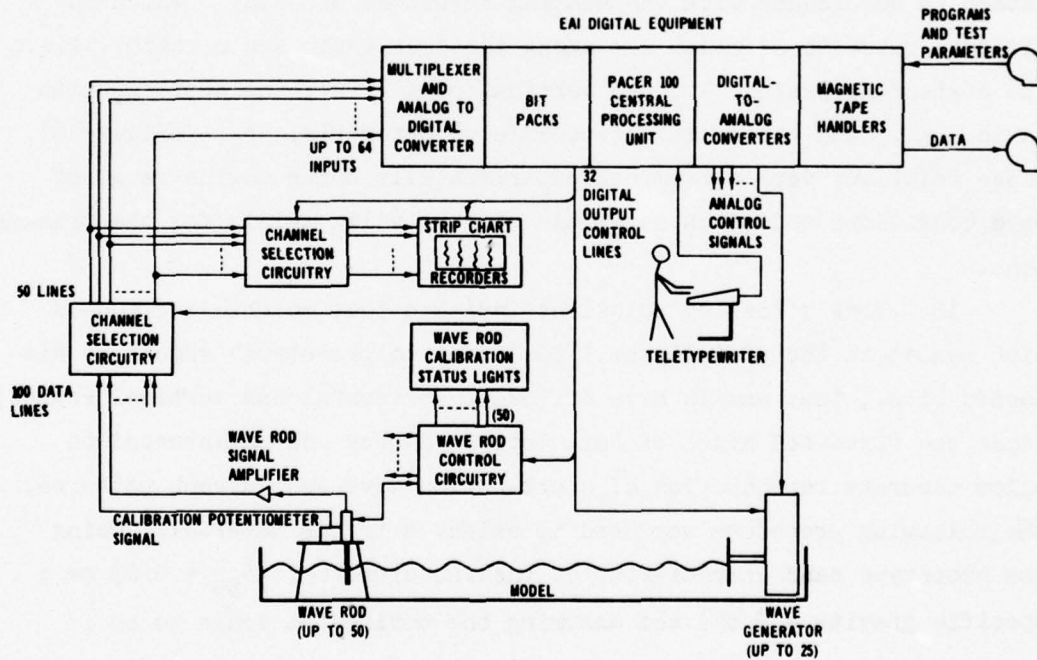 EAI DIGITAL EQUIPMENT
PROGRAMS
AND TEST
PARAMETERS
MULTIPLEXER
AND
ANALOG TO
DIGITAL
CONVERTER
BIT
PACKS
PACER 100
CENTRAL
PROCESSING
UNIT
DIGITAL-
TO-
ANALOG
CONVERTERS
MAGNETIC
TAPE
HANDLERS
DATA
UP TO 64
INPUTS
32
DIGITAL
OUTPUT
CONTROL
LINES
ANALOG
CONTROL
SIGNALS
CHANNEL
SELECTION
CIRCUITRY
STRIP CHART
RECORDERS
TELETYPEWRITER
50 LINES
CHANNEL
SELECTION
CIRCUITRY
100 DATA
LINES
WAVE ROD
CALIBRATION
STATUS LIGHTS
(50)
WAVE ROD
CONTROL
CIRCUITRY
WAVE ROD
SIGNAL
AMPLIFIER
CALIBRATION POTENTIOMETER
SIGNAL
MODEL
WAVE ROD
(UP TO 50)
WAVE
GENERATOR
(UP TO 25)